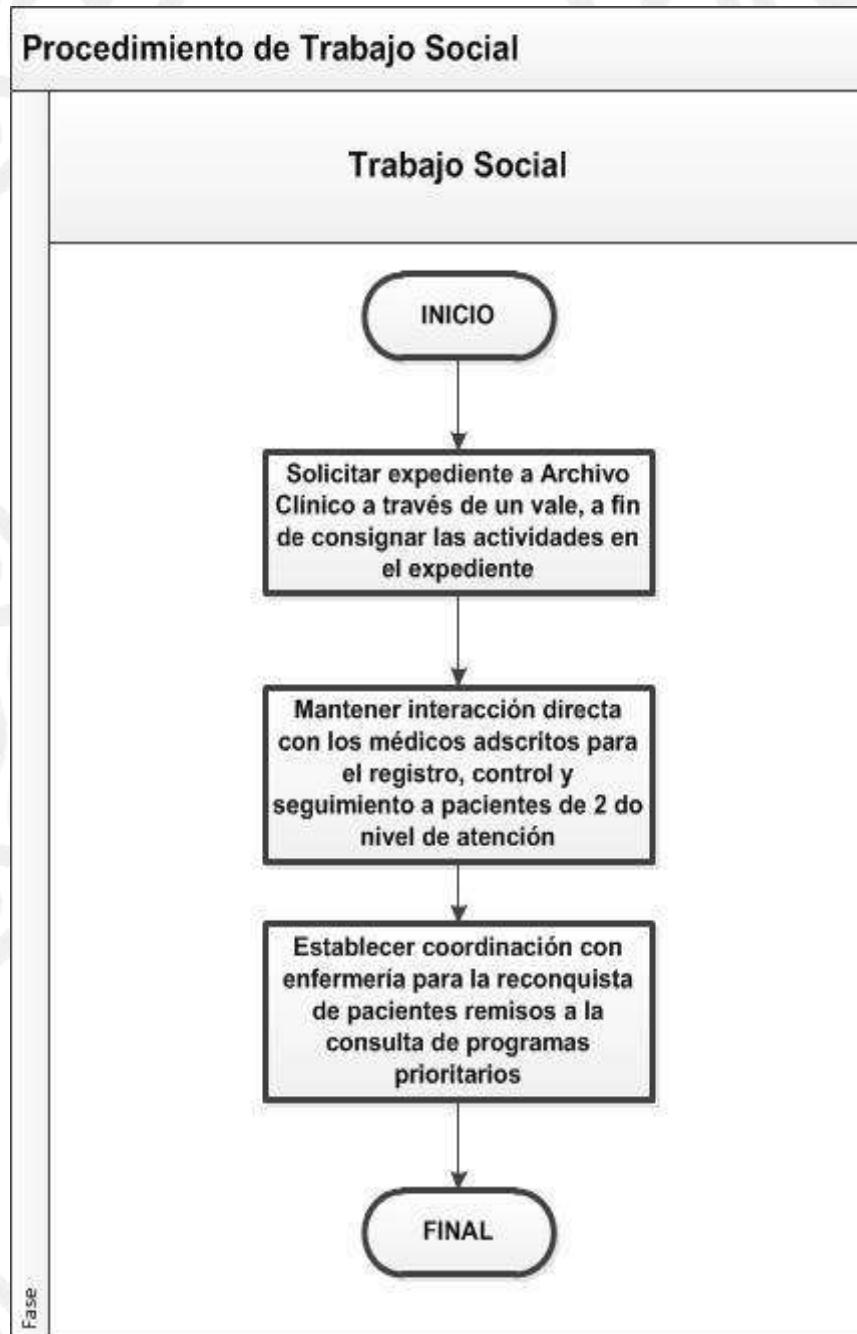 Procedimiento de Trabajo Social
Trabajo Social
INICIO
Solicitar expediente a Archivo
Clínico a través de un vale, a fin
de consignar las actividades en
el expediente
Mantener interacción directa
con los médicos adscritos para
el registro, control y
seguimiento a pacientes de 2 do
nivel de atención
Establecer coordinación con
enfermería para la reconquista
de pacientes remisos a la
consulta de programas
prioritarios
FINAL
Fase